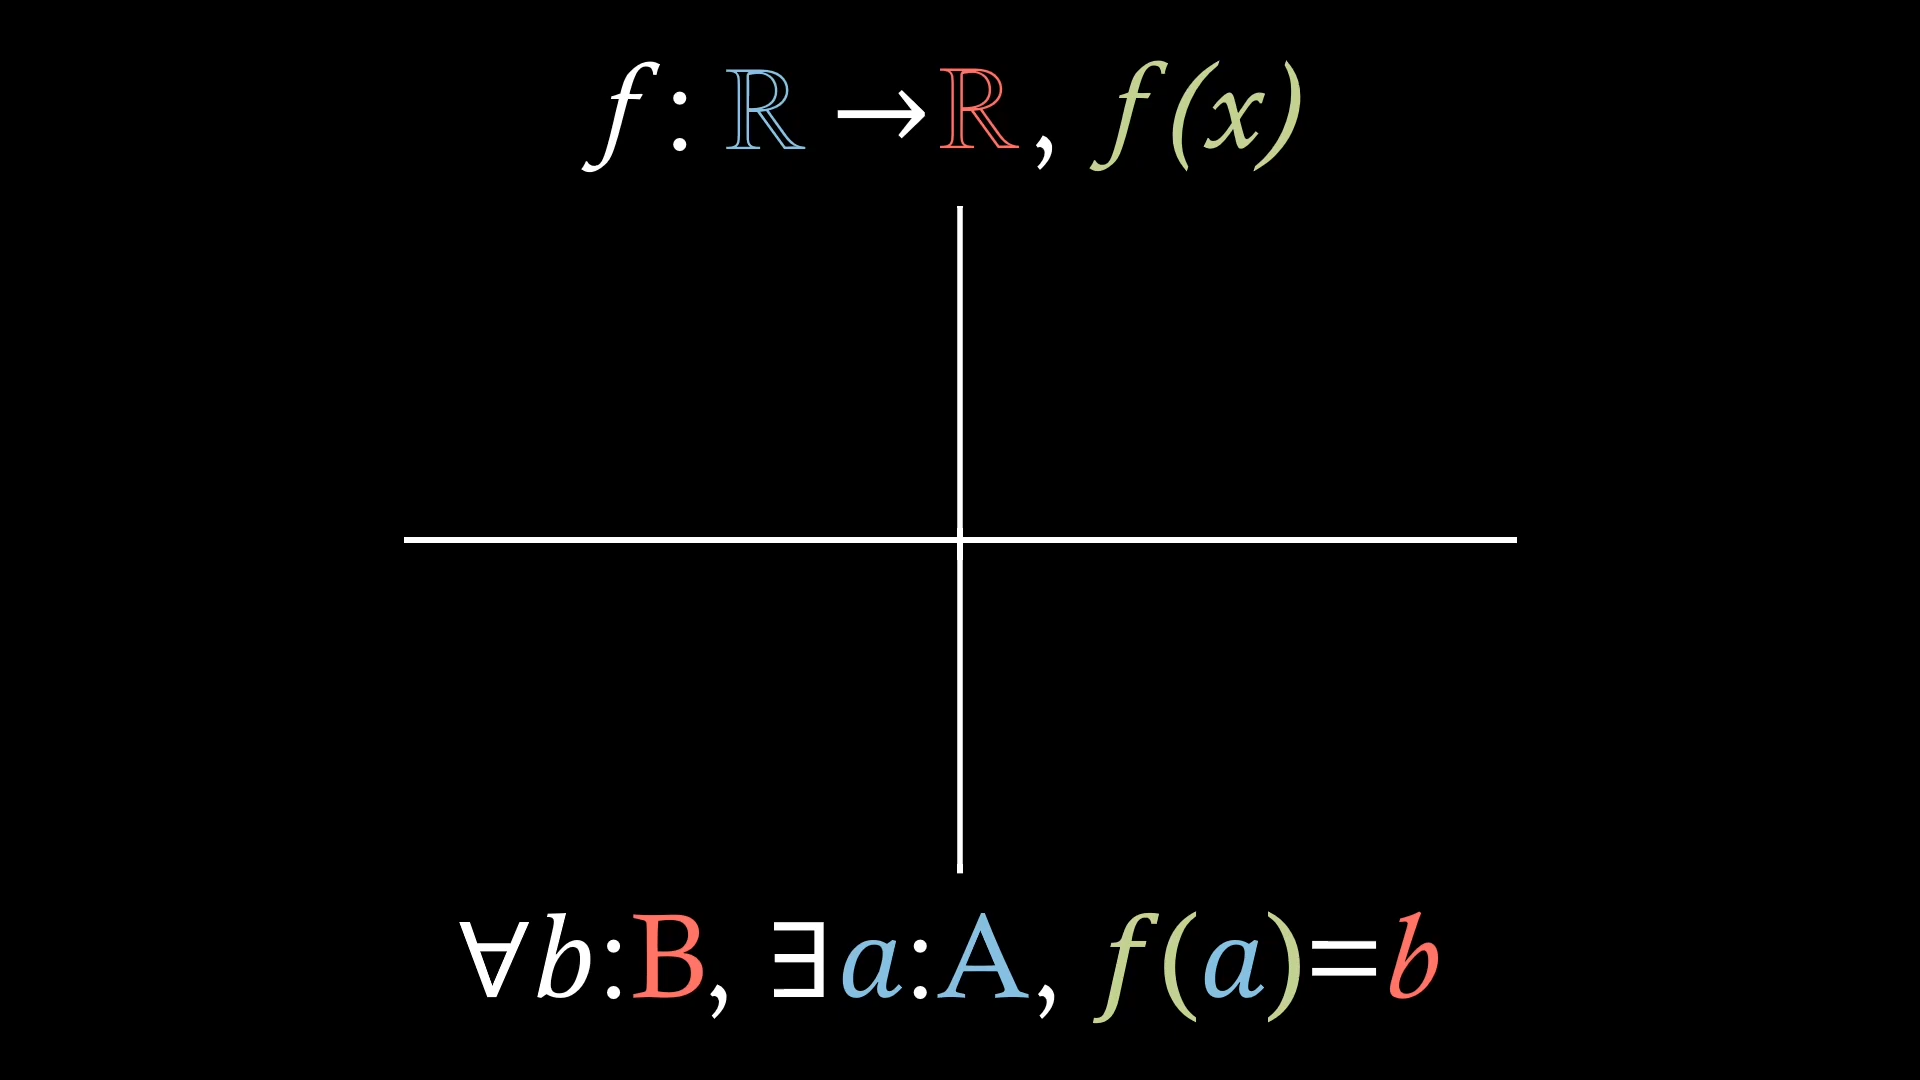 f: ℝ →ℝ, f(x)
∀b:B, ∃a:A, f(a)=b